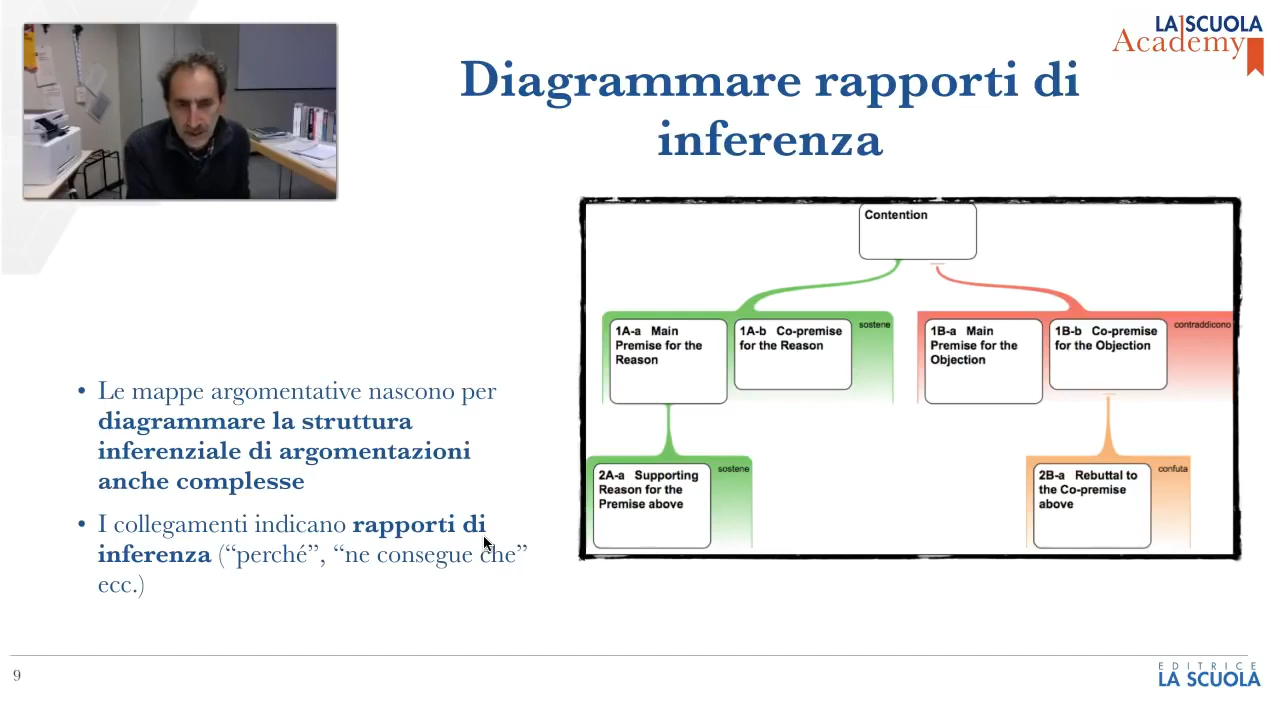 LA SCUOLA
Academy
Diagrammare rapporti di
inferenza
Contention
1A-a Main
Premise for the
Reason
1A-b Co-premise
for the Reason
sostene
1B-a Main
Premise for the
Objection
1B-b Co-premise
for the Objection
contraddicono
2A-a Supporting
Reason for the
Premise above
sostene
2B-a Rebuttal to
the Co-premise
above
confuta
• Le mappe argomentative nascono per
diagrammare la struttura
inferenziale di argomentazioni
anche complesse
• I collegamenti indicano rapporti di
inferenza (“perché”, “ne consegue che”
ecc.)
9
EDITRICE
LA SCUOLA